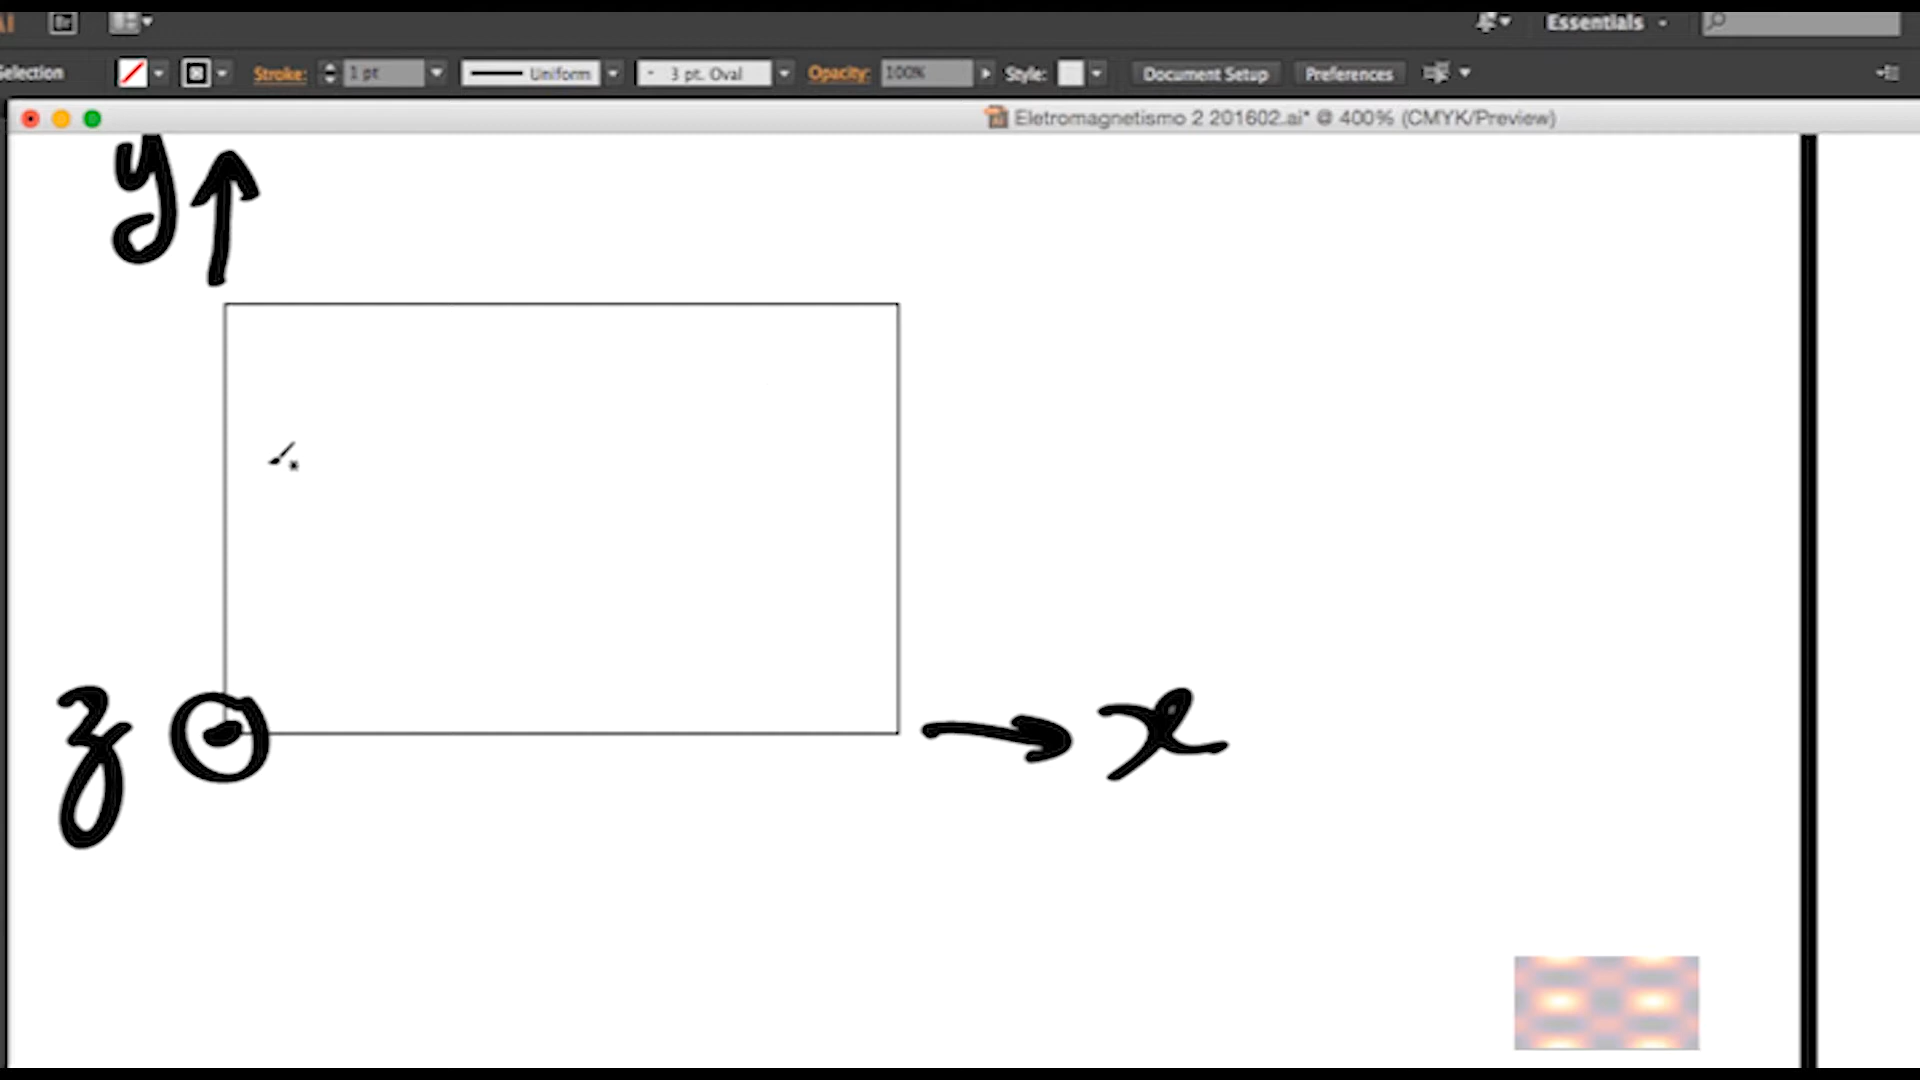 Br
Essentials
Selection Stroke: 1 pt Uniform 3 pt. Oval Opacity: 100% Style: Document Setup Preferences
Eletromagnetismo 2 201602.ai* @ 400% (CMYK/Preview)
y
z
x